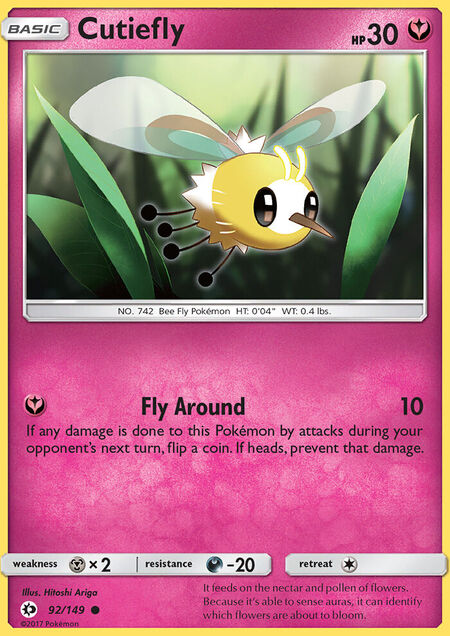 BASIC Cutiefly HP 30
NO. 742 Bee Fly Pokémon HT: 0'04" WT: 0.4 lbs.
Fly Around 10
If any damage is done to this Pokémon by attacks during your
opponent's next turn, flip a coin. If heads, prevent that damage.
weakness × 2 resistance -20 retreat
Illus. Hitoshi Ariga
92/149
©2017 Pokémon
It feeds on the nectar and pollen of flowers.
Because it's able to sense auras, it can identify
which flowers are about to bloom.